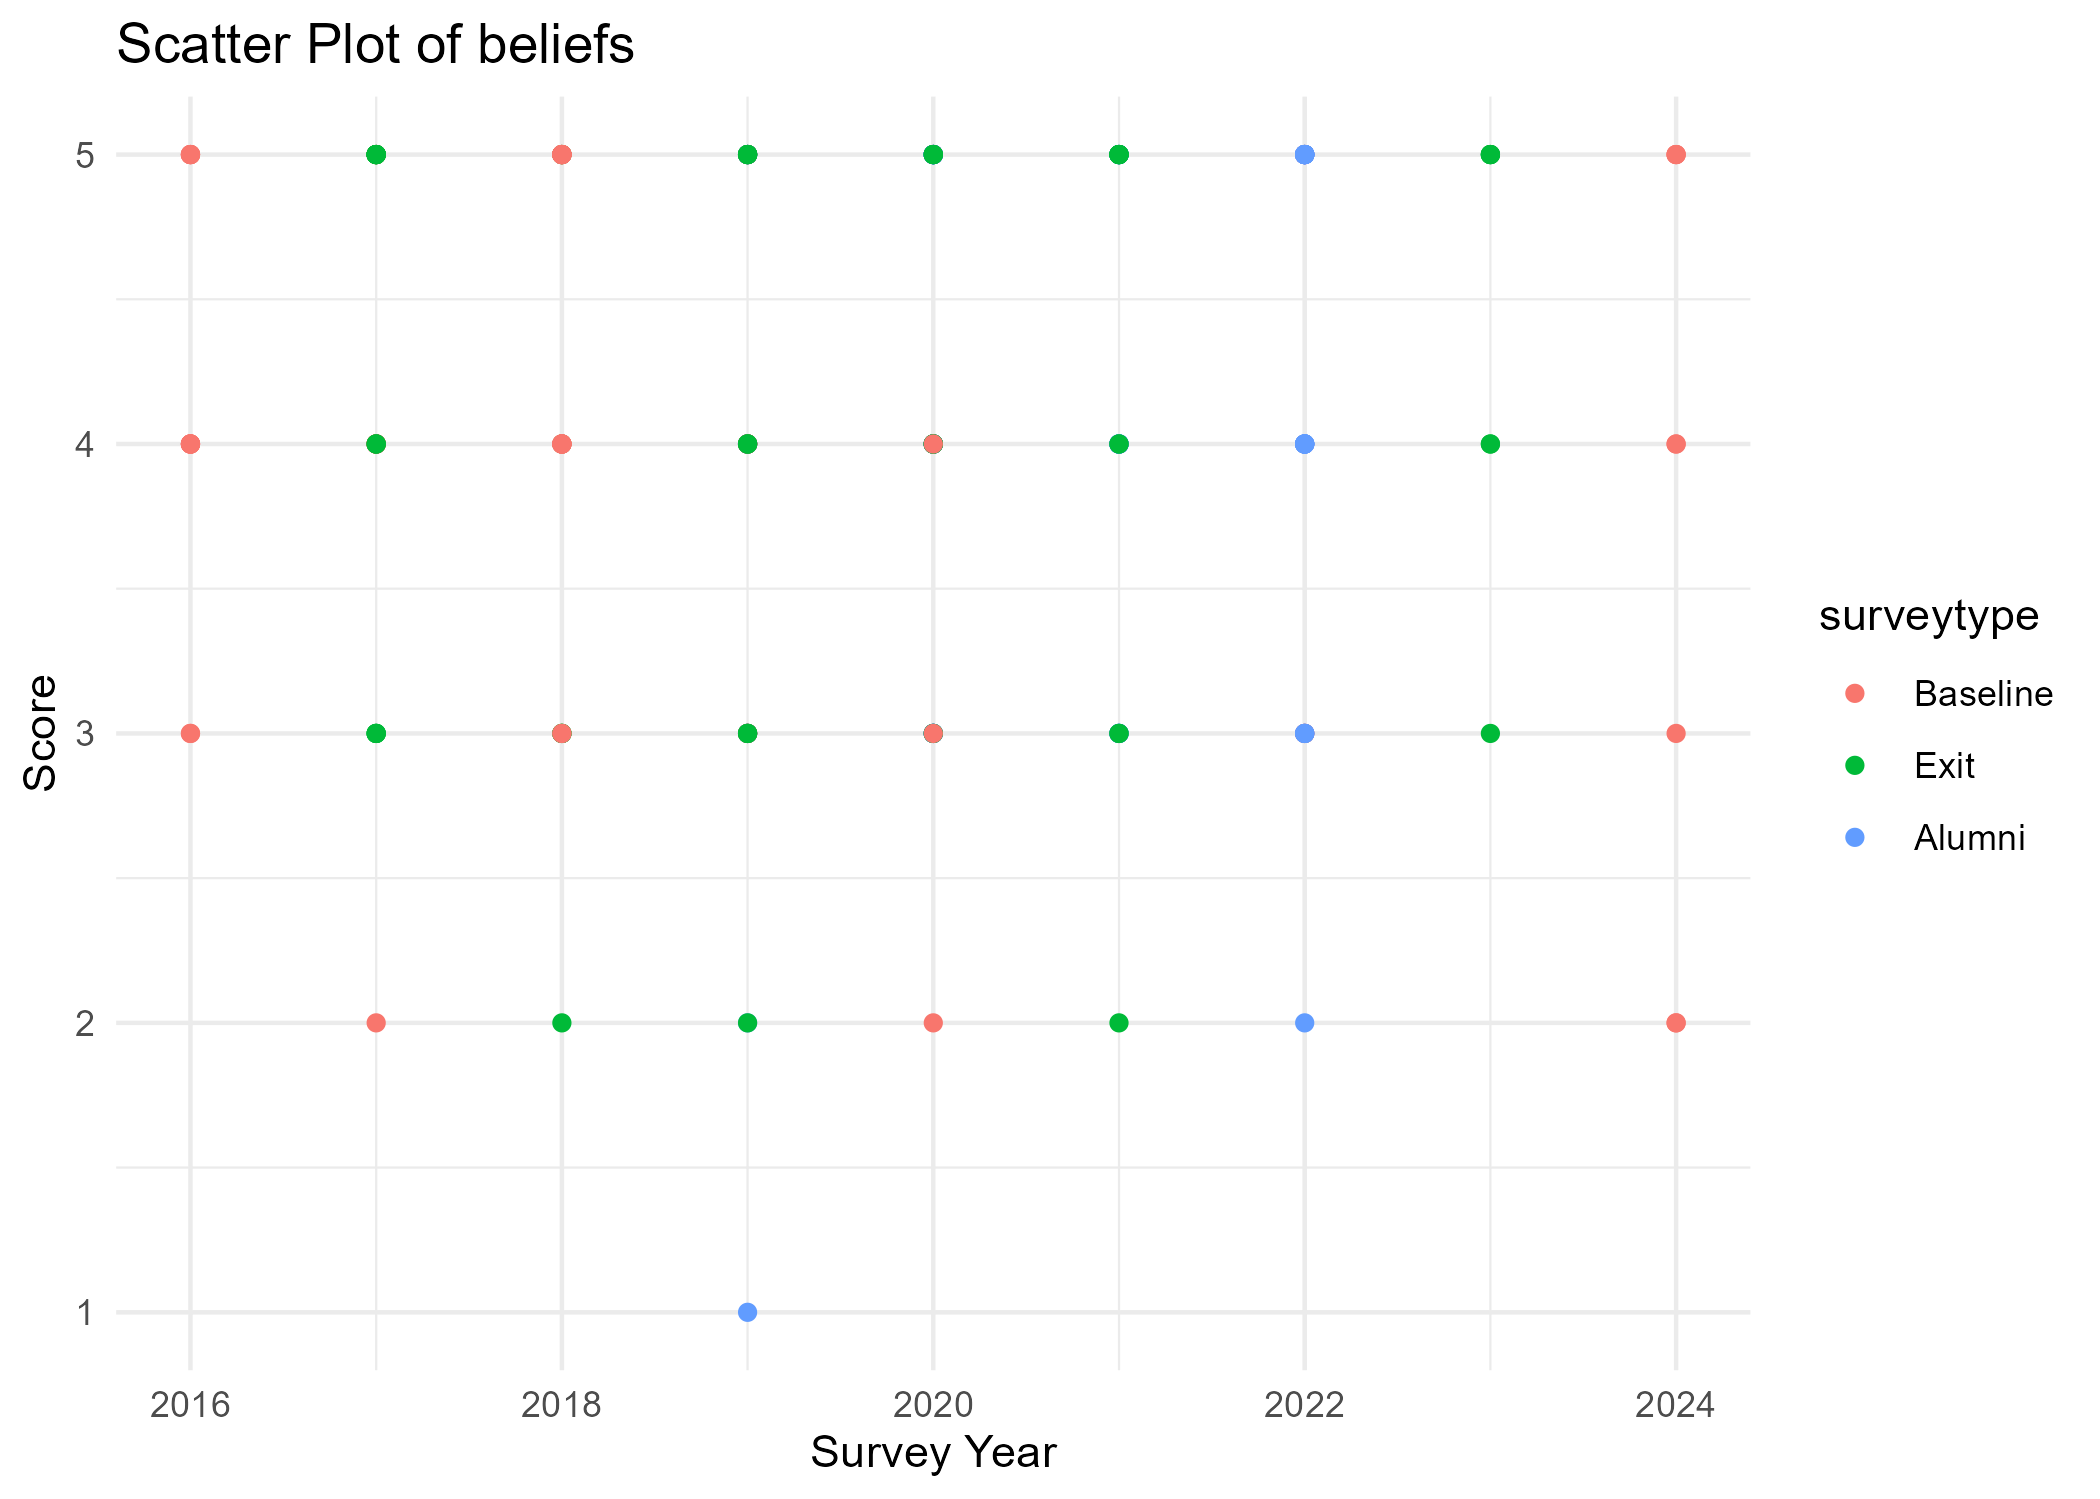 Scatter Plot of beliefs
5
4
3
2
1
Score
2016 2018 2020 2022 2024
Survey Year
surveytype
Baseline
Exit
Alumni